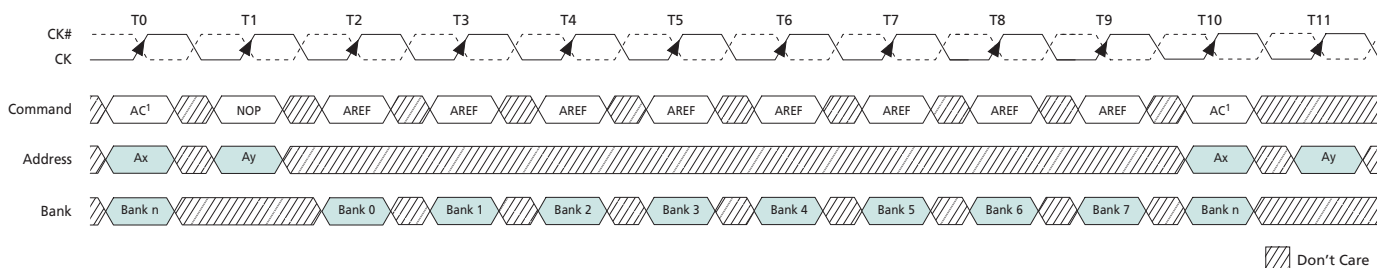 T0 T1 T2 T3 T4 T5 T6 T7 T8 T9 T10 T11
CK#
CK
Command AC¹ NOP AREF AREF AREF AREF AREF AREF AREF AREF AC¹
Address Ax Ay Ax Ay
Bank Bank n Bank 0 Bank 1 Bank 2 Bank 3 Bank 4 Bank 5 Bank 6 Bank 7 Bank n
Don't Care